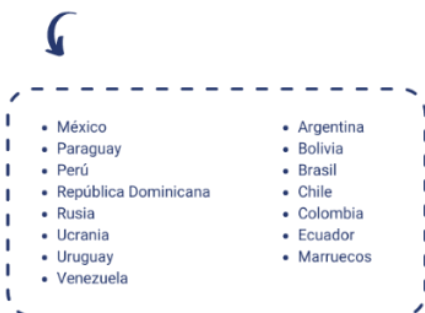 México
Paraguay
Perú
República Dominicana
Rusia
Ucrania
Uruguay
Venezuela
Argentina
Bolivia
Brasil
Chile
Colombia
Ecuador
Marruecos